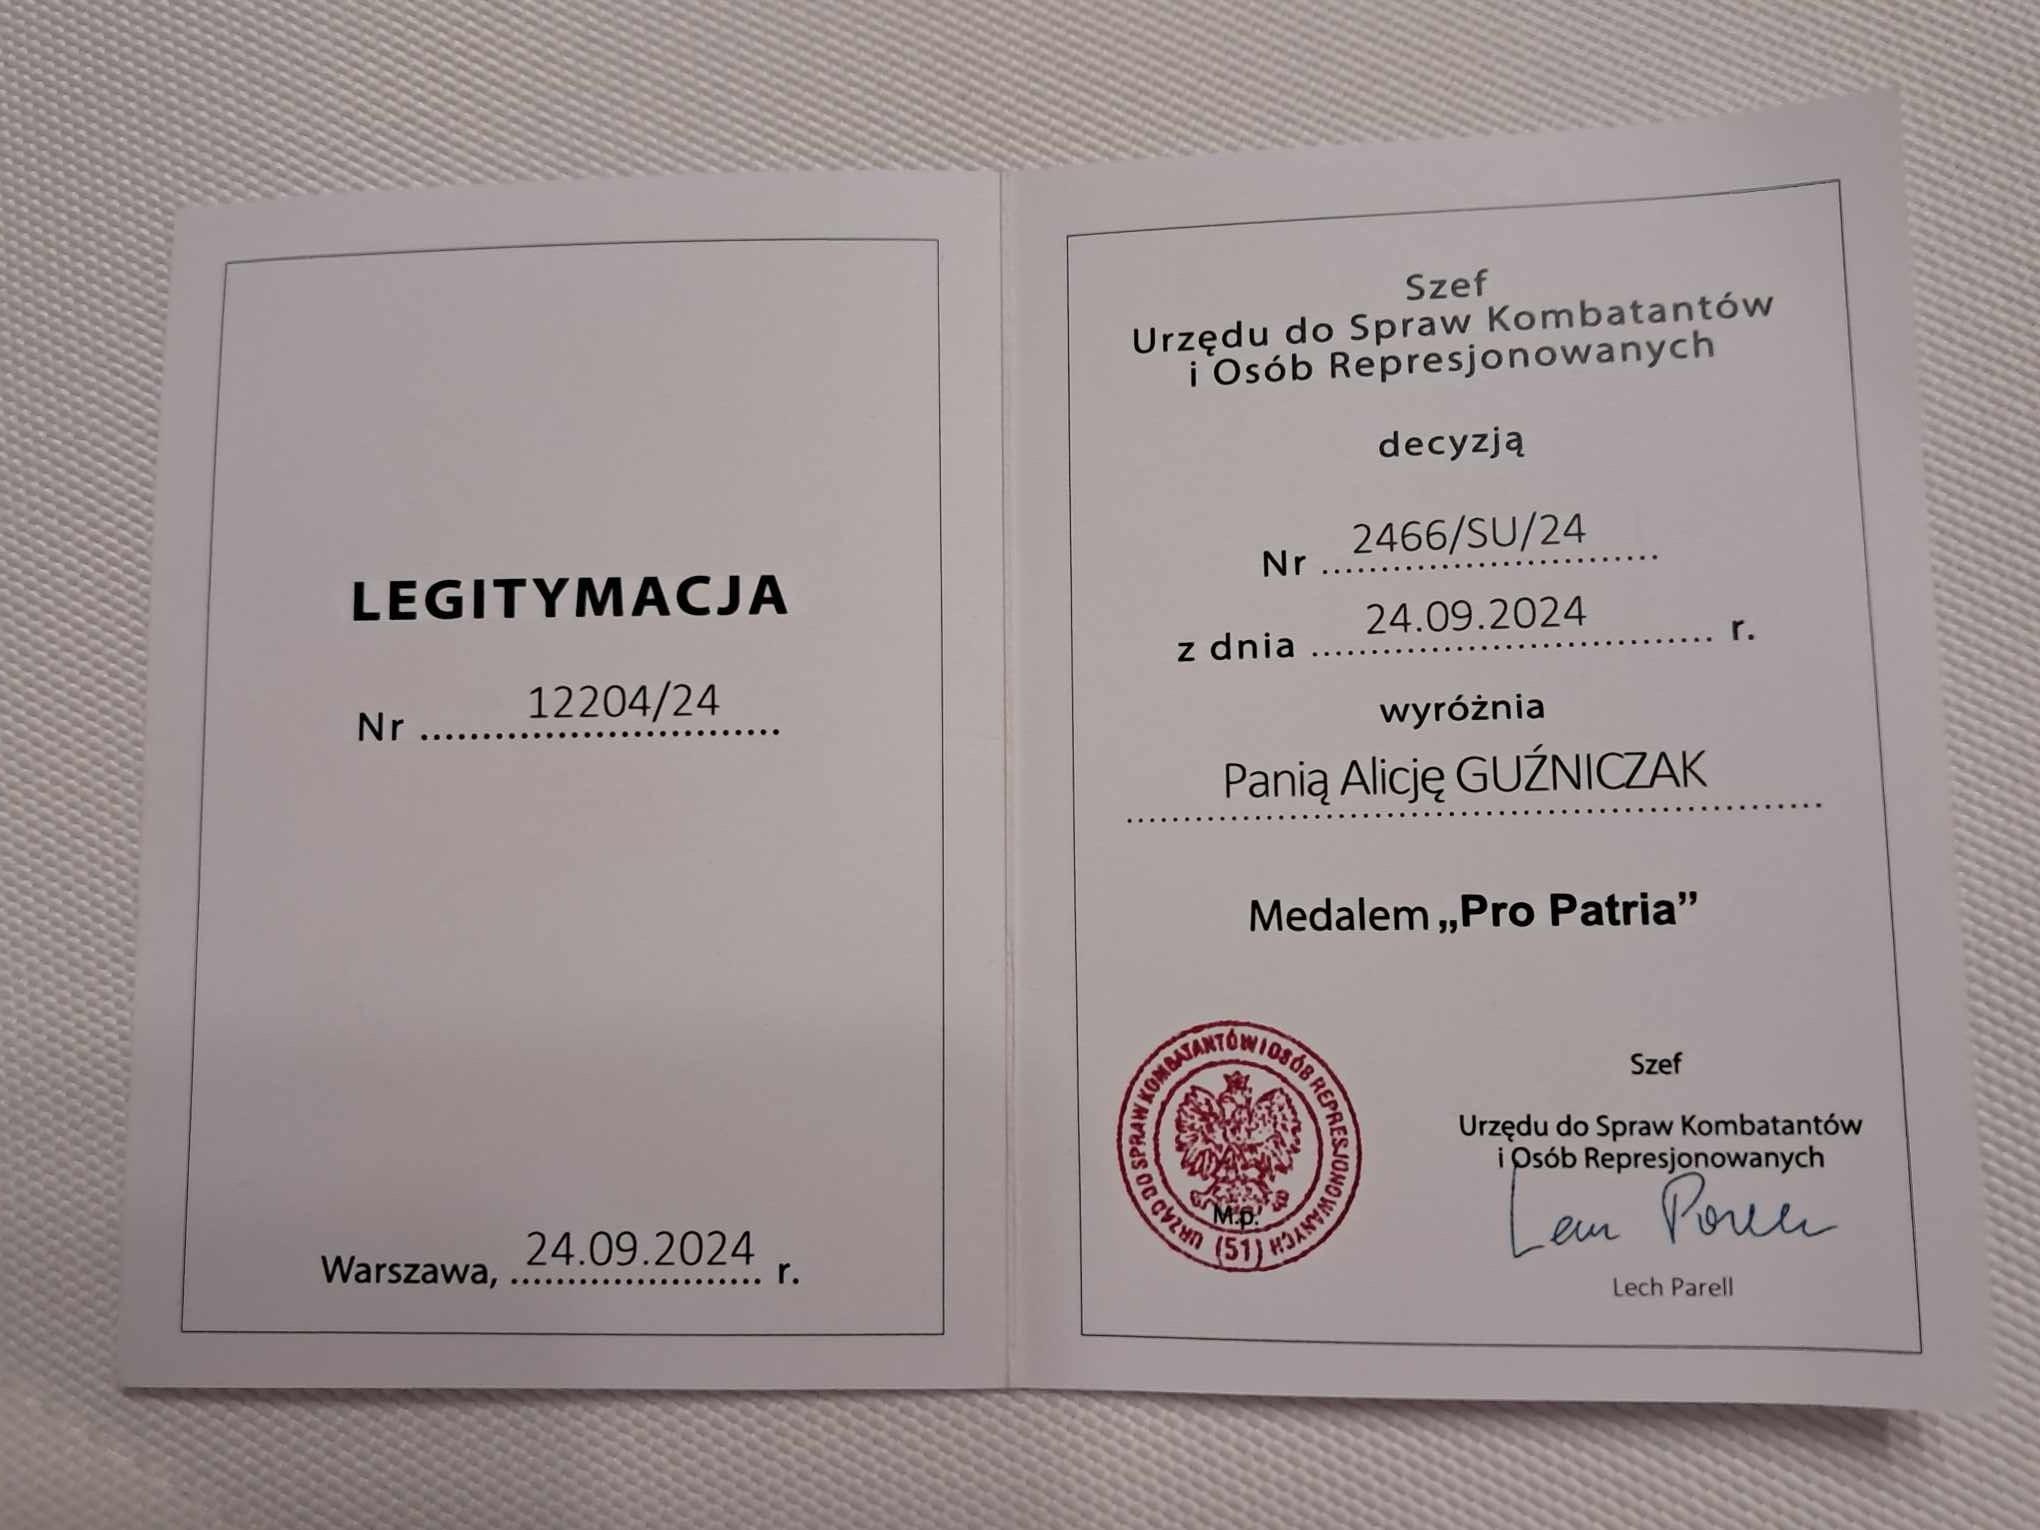 LEGITYMACJA
Nr 12204/24
Warszawa, 24.09.2024 r.
Szef
Urzędu do Spraw Kombatantów
i Osób Represjonowanych
decyzją
Nr 2466/SU/24
z dnia 24.09.2024 r.
wyróżnia
Panią Alicję GUŹNICZAK
Medalem „Pro Patria”
URZĄD DO SPRAW KOMBATANTÓW I OSÓB REPRESJONOWANYCH
M.p.
(51)
Szef
Urzędu do Spraw Kombatantów
i Osób Represjonowanych
Lech Parell
Lech Parell